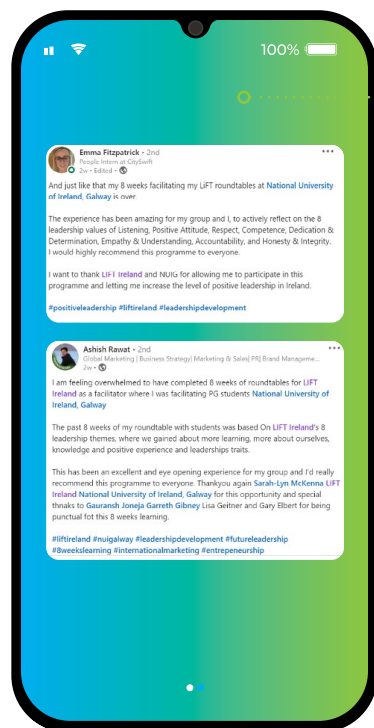 100%
Emma Fitzpatrick • 2nd
People Intern at CitySwift
2w • Edited •
And just like that my 8 weeks facilitating my LiFT roundtables at National University
of Ireland, Galway is over.
The experience has been amazing for my group and I, to actively reflect on the 8
leadership values of Listening, Positive Attitude, Respect, Competence, Dedication &
Determination, Empathy & Understanding, Accountability, and Honesty & Integrity.
I would highly recommend this programme to everyone.
I want to thank LIFT Ireland and NUIG for allowing me to participate in this
programme and letting me increase the level of positive leadership in Ireland.
#positiveleadership #liftireland #leadershipdevelopment
Ashish Rawat • 2nd
Global Marketing | Business Strategy| Marketing & Sales| PR| Brand Manageme...
2w •
I am feeling overwhelmed to have completed 8 weeks of roundtables for LIFT
Ireland as a facilitator where I was facilitating PG students National University of
Ireland, Galway
The past 8 weeks of my roundtable with students was based On LIFT Ireland's 8
leadership themes, where we gained about more learning, more about ourselves,
knowledge and positive experience and leaderships traits.
This has been an excellent and eye opening experience for my group and I'd really
recommend this programme to everyone. Thankyou again Sarah-Lyn McKenna LIFT
Ireland National University of Ireland, Galway for this opportunity and special
thnaks to Gauransh Joneja Garreth Gibney Lisa Geitner and Gary Elbert for being
punctual fot this 8 weeks learning.
#liftireland #nuigalway #leadershipdevelopment #futureleadership
#8weekslearning #internationalmarketing #entrepeneurship